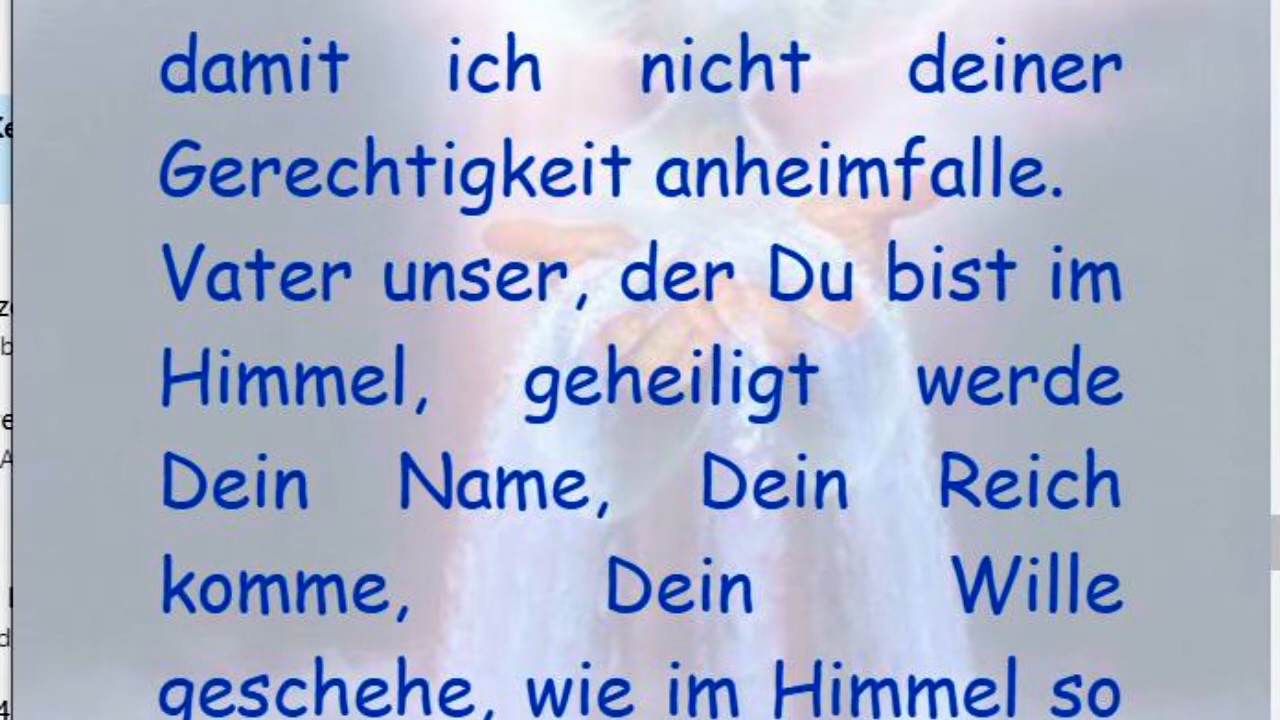 damit ich nicht deiner
Gerechtigkeit anheimfalle.
Vater unser, der Du bist im
Himmel, geheiligt werde
Dein Name, Dein Reich
komme, Dein Wille
geschehe, wie im Himmel so